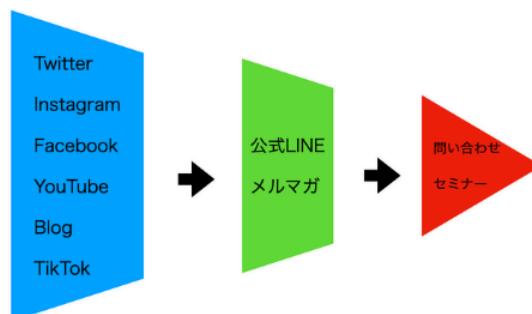 Twitter
Instagram
Facebook
YouTube
Blog
TikTok
公式LINE
メルマガ
問い合わせ
セミナー